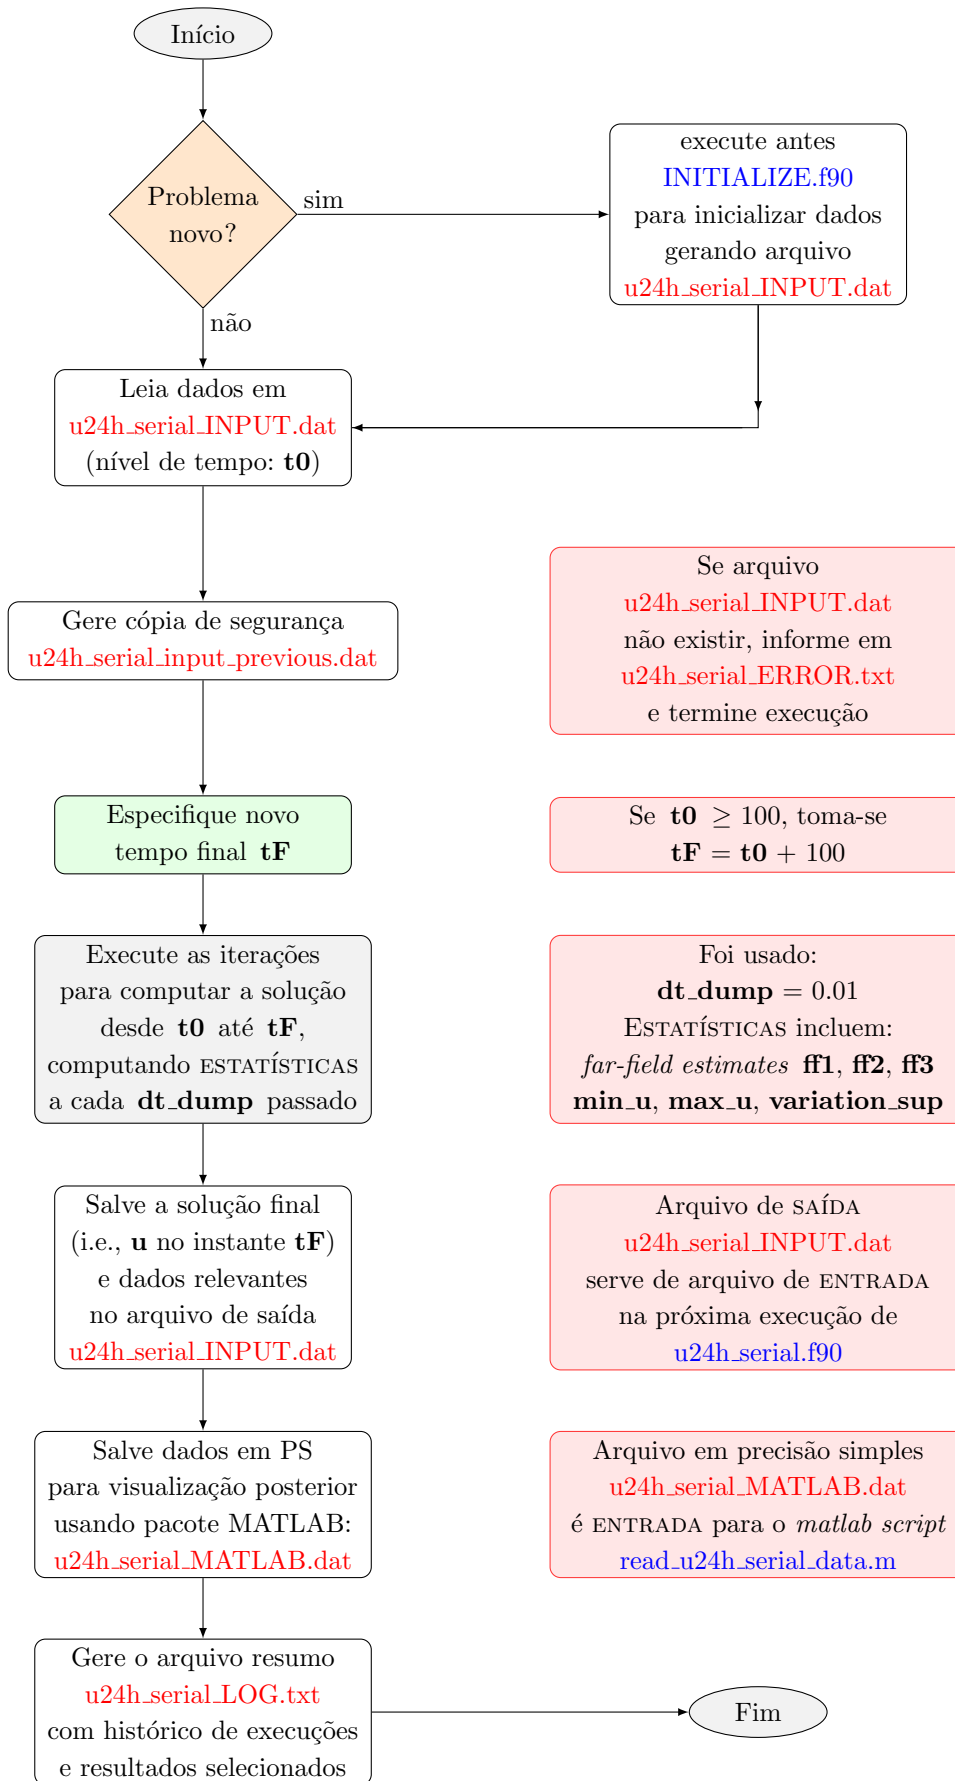 Início
Problema
novo?
sim
execute antes
INITIALIZE.f90
para inicializar dados
gerando arquivo
u24h_serial_INPUT.dat
não
Leia dados em
u24h_serial_INPUT.dat
(nível de tempo: t0)
Gere cópia de segurança
u24h_serial_input_previous.dat
Se arquivo
u24h_serial_INPUT.dat
não existir, informe em
u24h_serial_ERROR.txt
e termine execução
Especifique novo
tempo final tF
Se t0 ≥ 100, toma-se
tF = t0 + 100
Execute as iterações
para computar a solução
desde t0 até tF,
computando ESTATÍSTICAS
a cada dt_dump passado
Foi usado:
dt_dump = 0.01
ESTATÍSTICAS incluem:
far-field estimates ff1, ff2, ff3
min_u, max_u, variation_sup
Salve a solução final
(i.e., u no instante tF)
e dados relevantes
no arquivo de saída
u24h_serial_INPUT.dat
Arquivo de SAÍDA
u24h_serial_INPUT.dat
serve de arquivo de ENTRADA
na próxima execução de
u24h_serial.f90
Salve dados em PS
para visualização posterior
usando pacote MATLAB:
u24h_serial_MATLAB.dat
Arquivo em precisão simples
u24h_serial_MATLAB.dat
é ENTRADA para o matlab script
read_u24h_serial_data.m
Gere o arquivo resumo
u24h_serial_LOG.txt
com histórico de execuções
e resultados selecionados
Fim